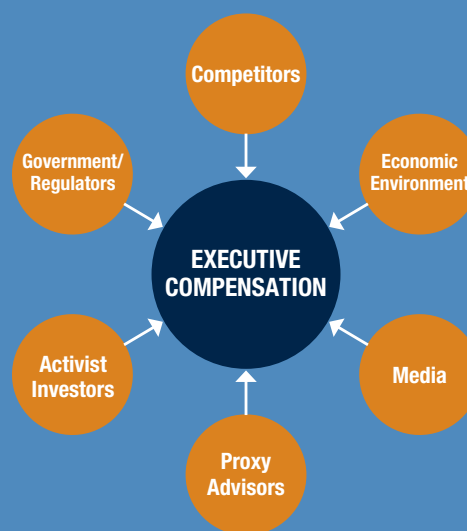 Competitors
Government/
Regulators
Economic
Environment
EXECUTIVE
COMPENSATION
Activist
Investors
Media
Proxy
Advisors